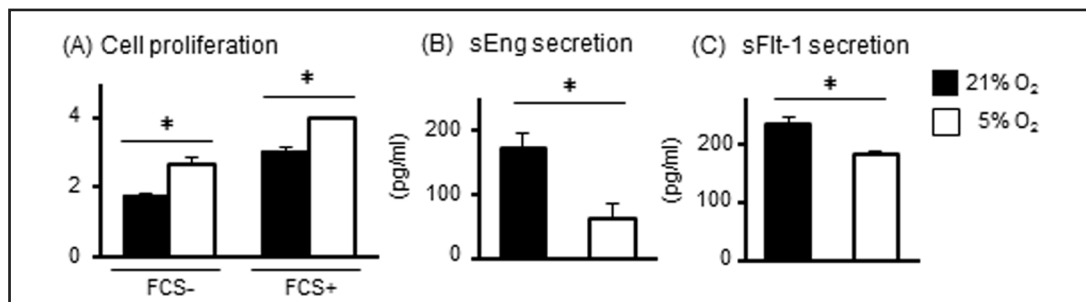 (A) Cell proliferation
4
2
0
*
*
FCS-
FCS+
(B) sEng secretion
(pg/ml)
200
100
0
*
(C) sFlt-1 secretion
(pg/ml)
200
100
0
*
21% O₂
5% O₂